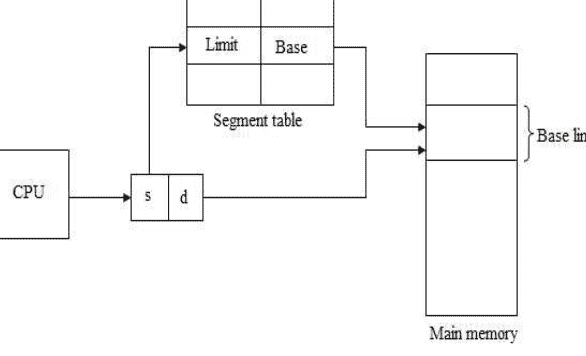 Limit Base
Segment table
Base
CPU
s d
Main memory